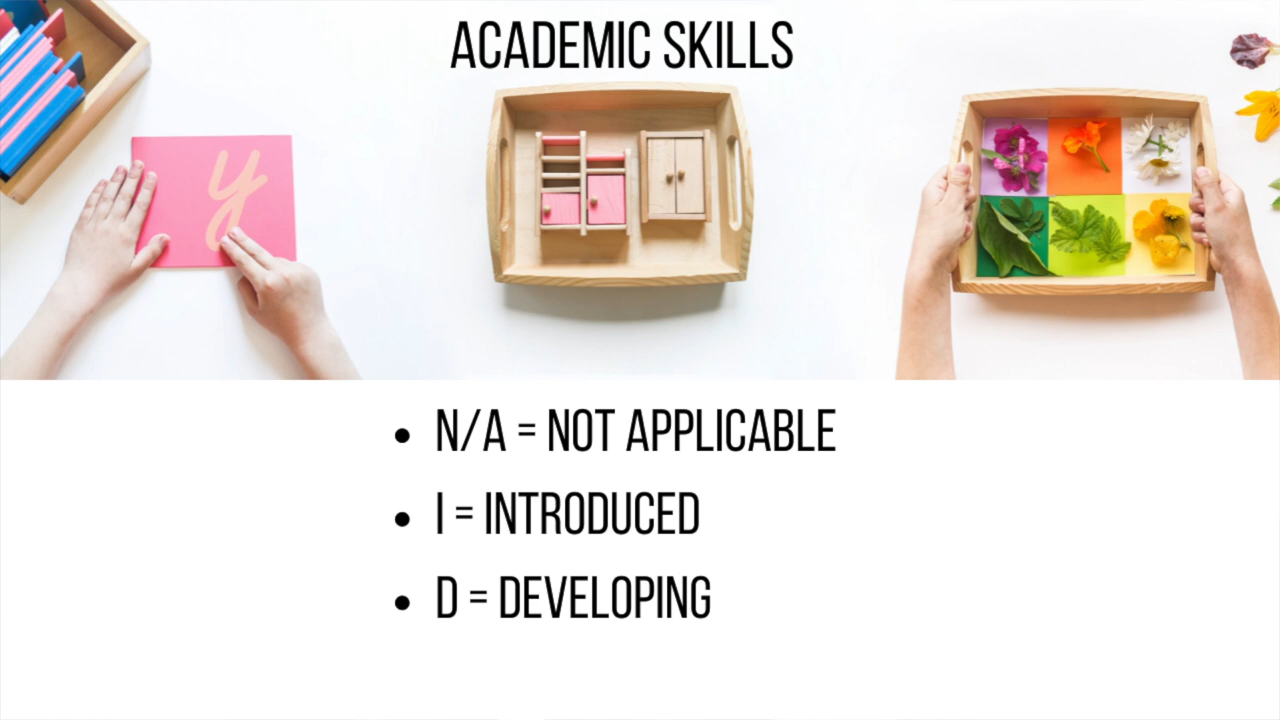 ACADEMIC SKILLS
y
• N/A = NOT APPLICABLE
• I = INTRODUCED
• D = DEVELOPING